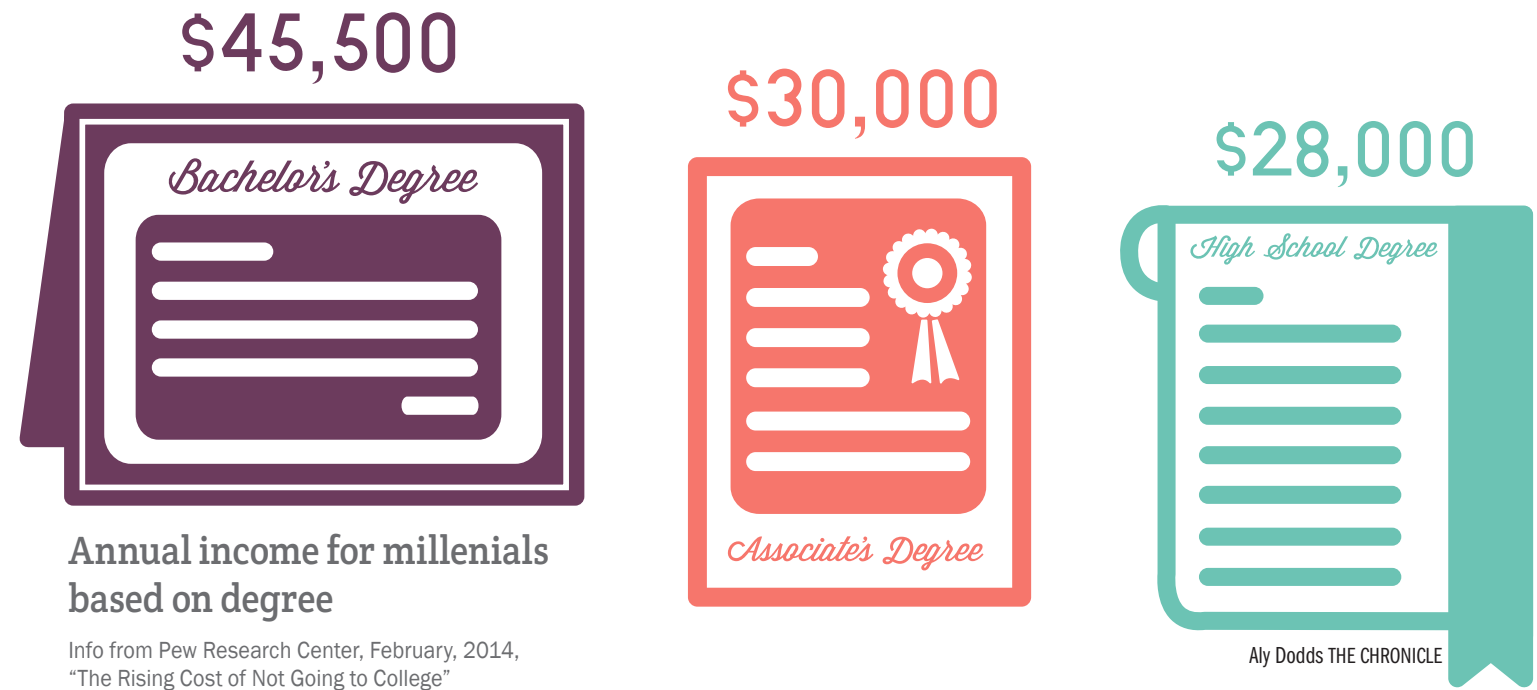 $45,500
Bachelor's Degree
$30,000
Associate's Degree
$28,000
High School Degree
Annual income for millenials
based on degree
Info from Pew Research Center, February, 2014,
“The Rising Cost of Not Going to College”
Aly Dodds THE CHRONICLE